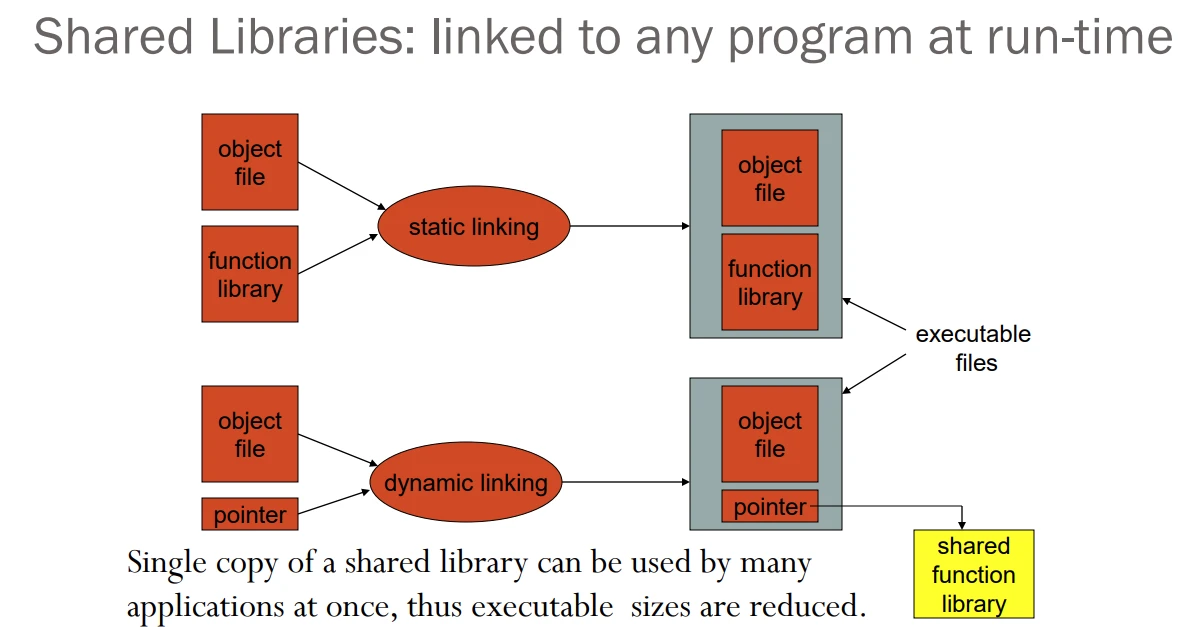 Shared Libraries: linked to any program at run-time
object
file
function
library
static linking
object
file
function
library
executable
files
object
file
pointer
dynamic linking
object
file
pointer
shared
function
library
Single copy of a shared library can be used by many
applications at once, thus executable  sizes are reduced.